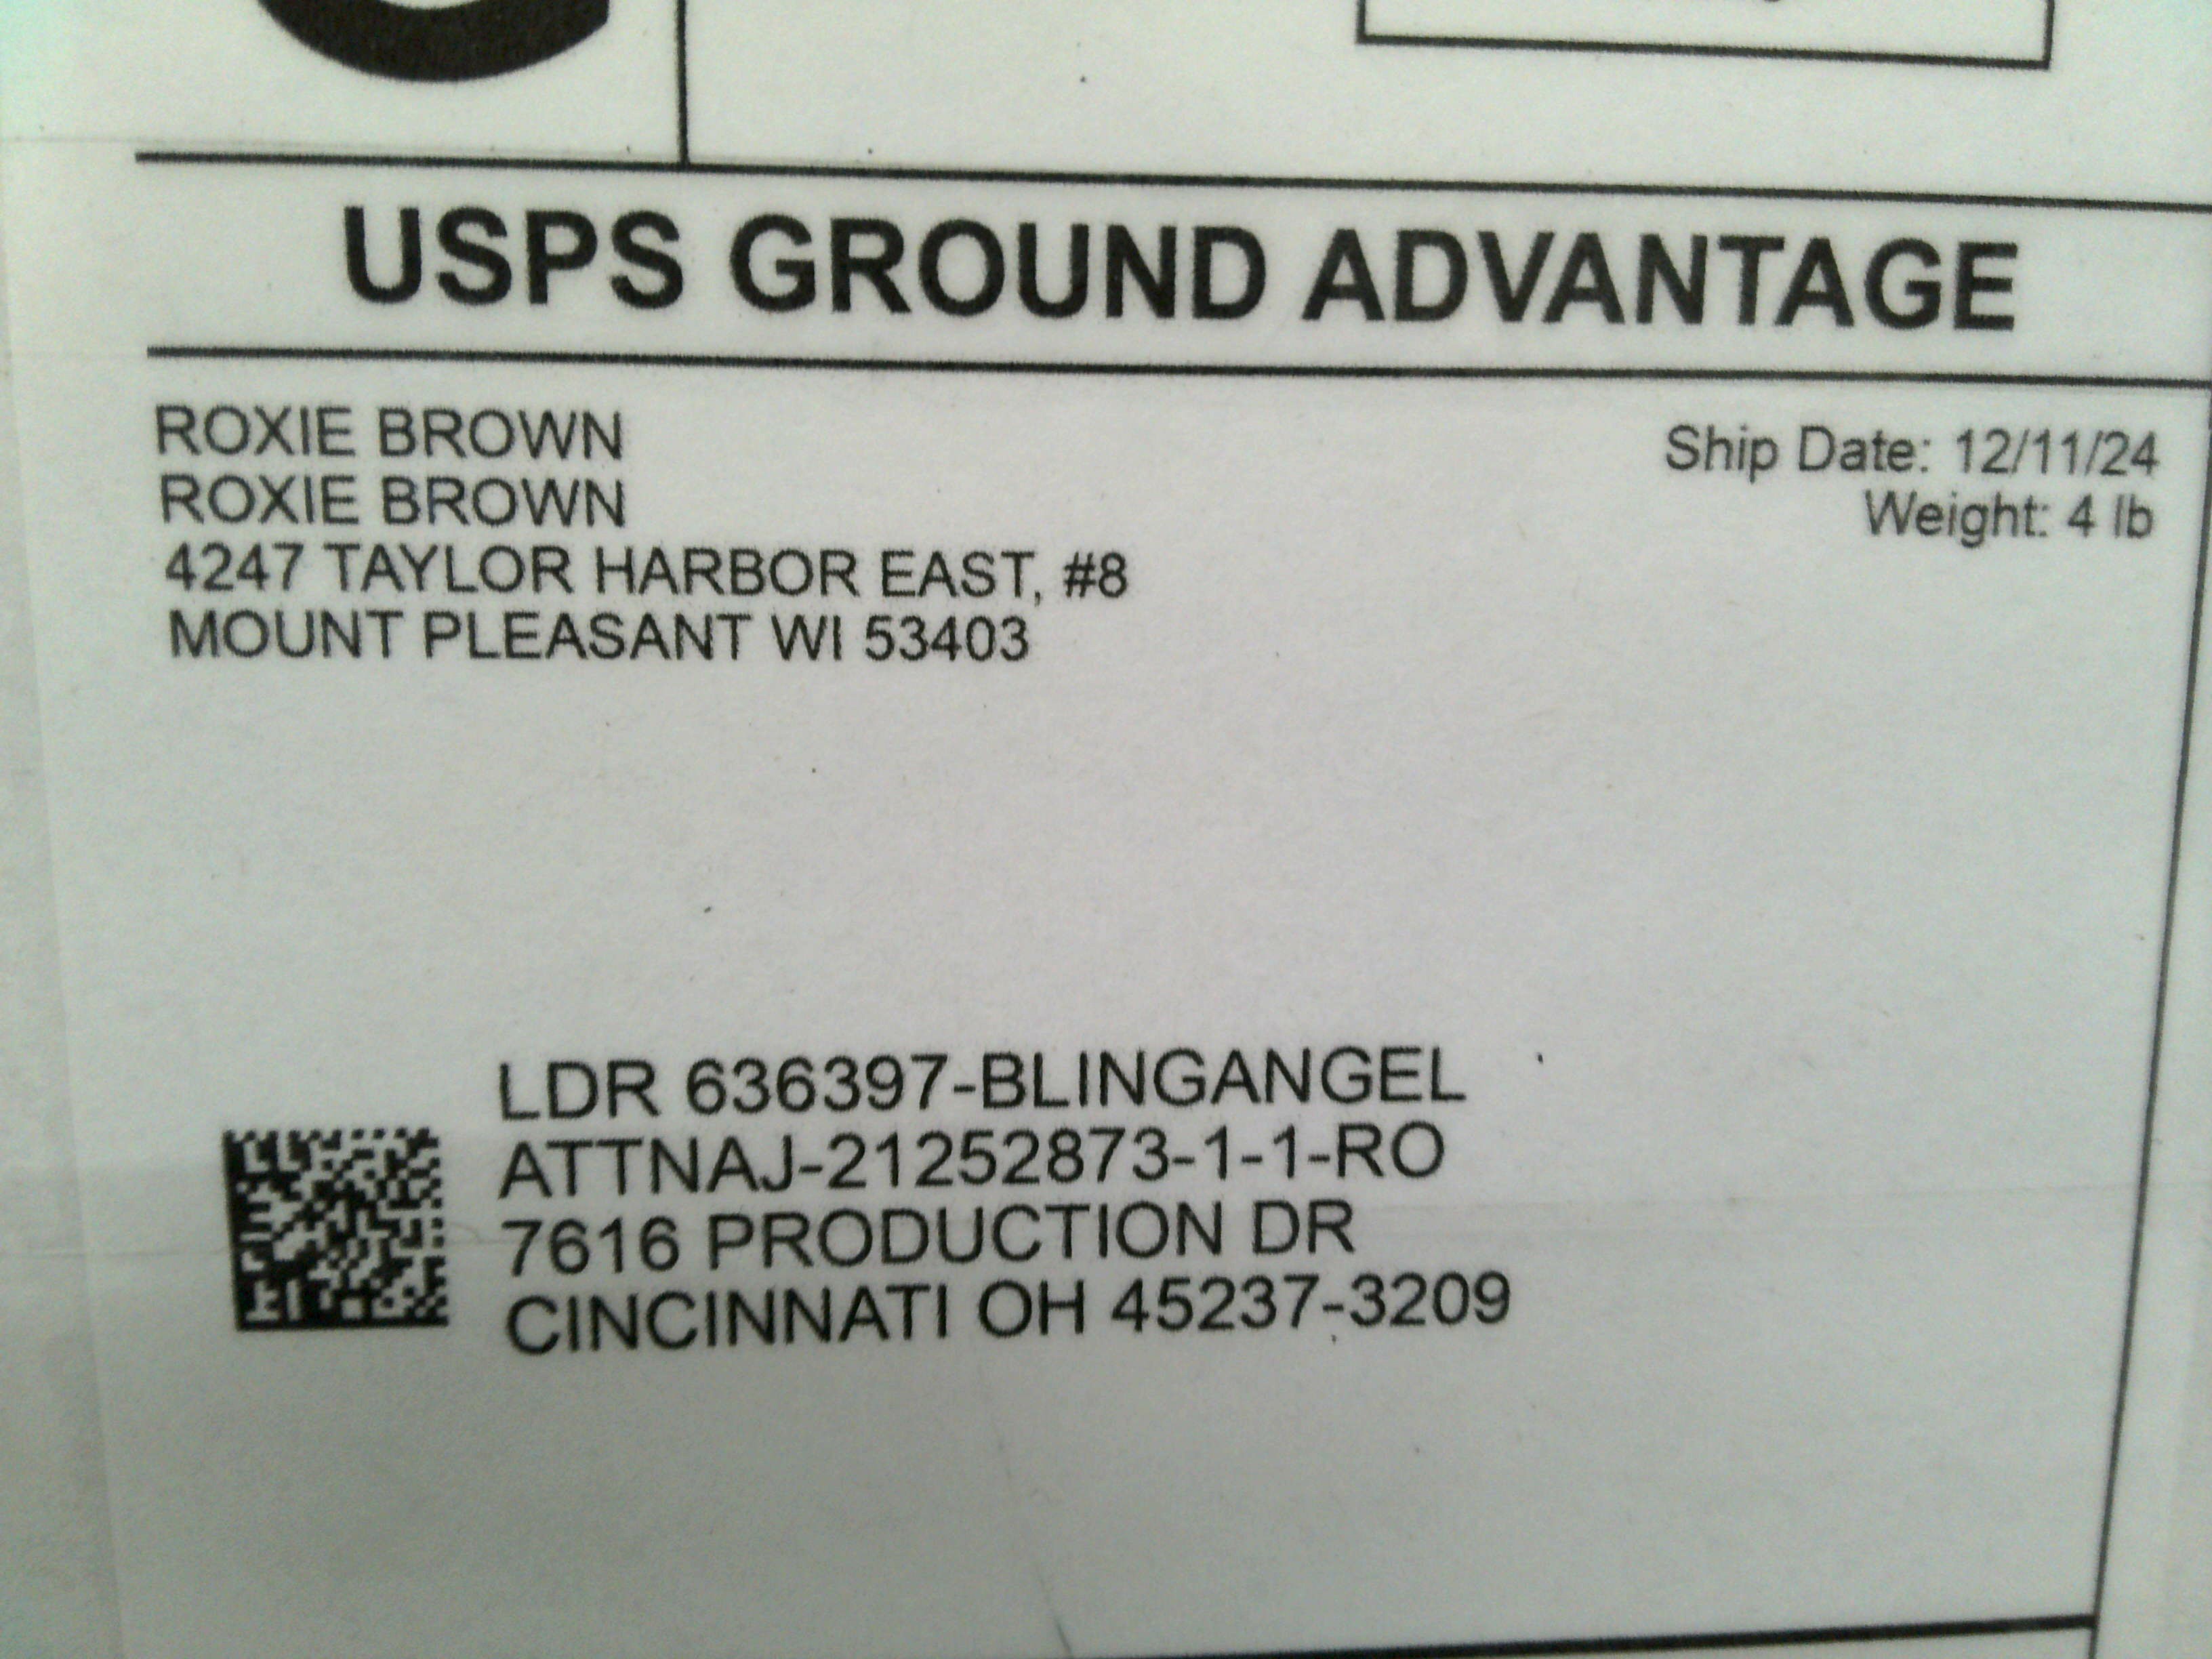 USPS GROUND ADVANTAGE
ROXIE BROWN
ROXIE BROWN
4247 TAYLOR HARBOR EAST, #8
MOUNT PLEASANT WI 53403
Ship Date: 12/11/24
Weight: 4 lb
LDR 636397-BLINGANGEL
ATTNAJ-21252873-1-1-RO
7616 PRODUCTION DR
CINCINNATI OH 45237-3209